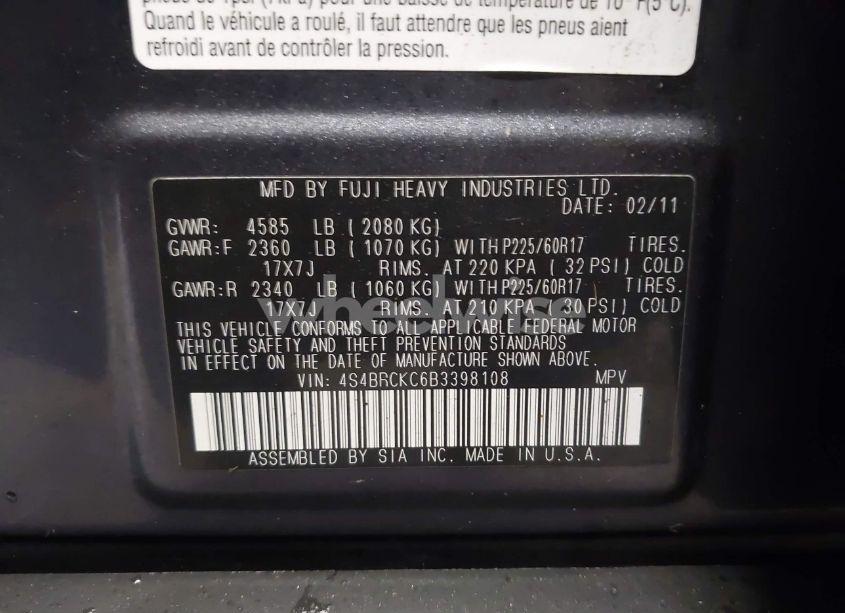 Quand le véhicule a roulé, il faut attendre que les pneus aient
refroidi avant de contrôler la pression.
MFD BY FUJI HEAVY INDUSTRIES LTD.
DATE: 02/11
GVWR: 4585 LB ( 2080 KG)
GAWR:F 2360 LB ( 1070 KG) WITHP225/60R17 TIRES.
17X7J RIMS. AT 220 KPA ( 32 PSI) COLD
GAWR:R 2340 LB ( 1060 KG) WITHP225/60R17 TIRES.
17X7J RIMS. AT 210 KPA ( 30 PSI) COLD
wheelwise
THIS VEHICLE CONFORMS TO ALL APPLICABLE FEDERAL MOTOR
VEHICLE SAFETY AND THEFT PREVENTION STANDARDS
IN EFFECT ON THE DATE OF MANUFACTURE SHOWN ABOVE.
VIN: 4S4BRCKC6B3398108 MPV
ASSEMBLED BY SIA INC. MADE IN U.S.A.